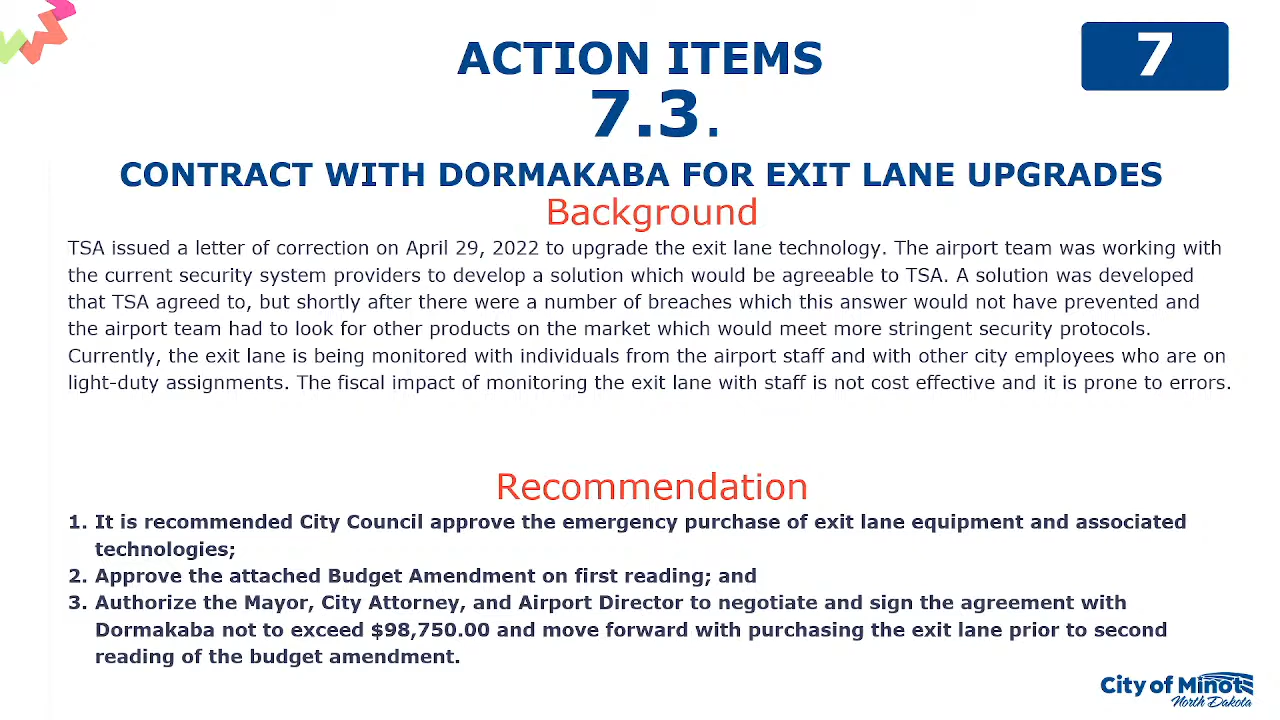 7
ACTION ITEMS
7.3.
CONTRACT WITH DORMAKABA FOR EXIT LANE UPGRADES
Background
TSA issued a letter of correction on April 29, 2022 to upgrade the exit lane technology. The airport team was working with
the current security system providers to develop a solution which would be agreeable to TSA. A solution was developed
that TSA agreed to, but shortly after there were a number of breaches which this answer would not have prevented and
the airport team had to look for other products on the market which would meet more stringent security protocols.
Currently, the exit lane is being monitored with individuals from the airport staff and with other city employees who are on
light-duty assignments. The fiscal impact of monitoring the exit lane with staff is not cost effective and it is prone to errors.
Recommendation
1. It is recommended City Council approve the emergency purchase of exit lane equipment and associated
technologies;
2. Approve the attached Budget Amendment on first reading; and
3. Authorize the Mayor, City Attorney, and Airport Director to negotiate and sign the agreement with
Dormakaba not to exceed $98,750.00 and move forward with purchasing the exit lane prior to second
reading of the budget amendment.
City of Minot
North Dakota